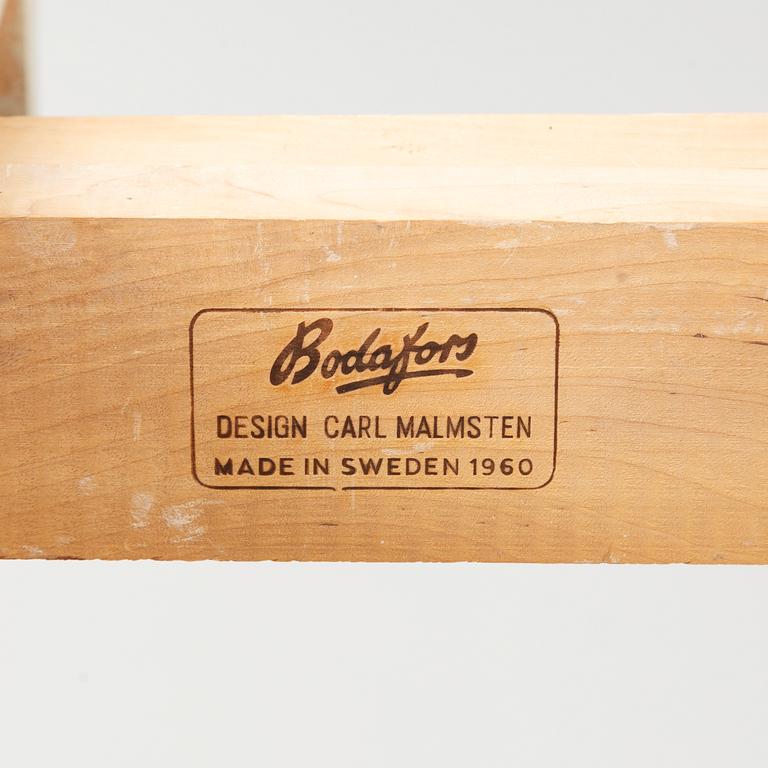 Bodafors
DESIGN CARL MALMSTEN
MADE IN SWEDEN 1960